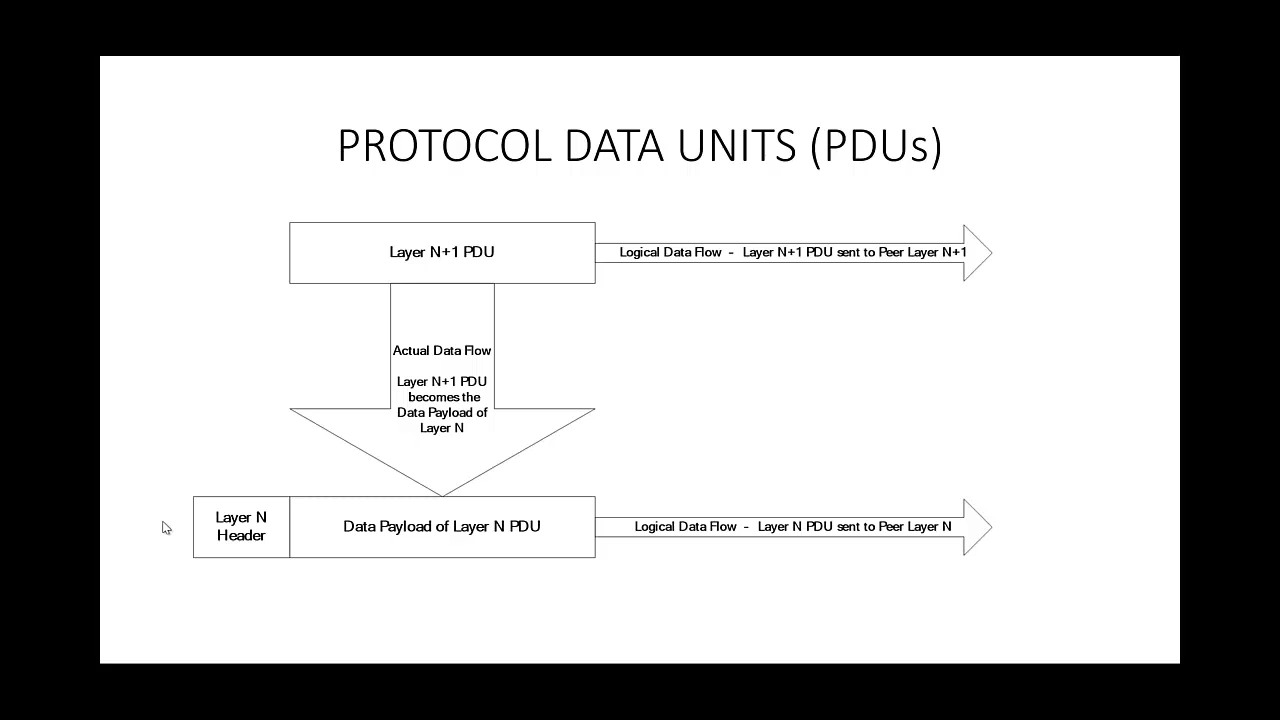 PROTOCOL DATA UNITS (PDUs)
Layer N+1 PDU
Logical Data Flow - Layer N+1 PDU sent to Peer Layer N+1
Actual Data Flow
Layer N+1 PDU
becomes the
Data Payload of
Layer N
Layer N
Header
Data Payload of Layer N PDU
Logical Data Flow - Layer N PDU sent to Peer Layer N